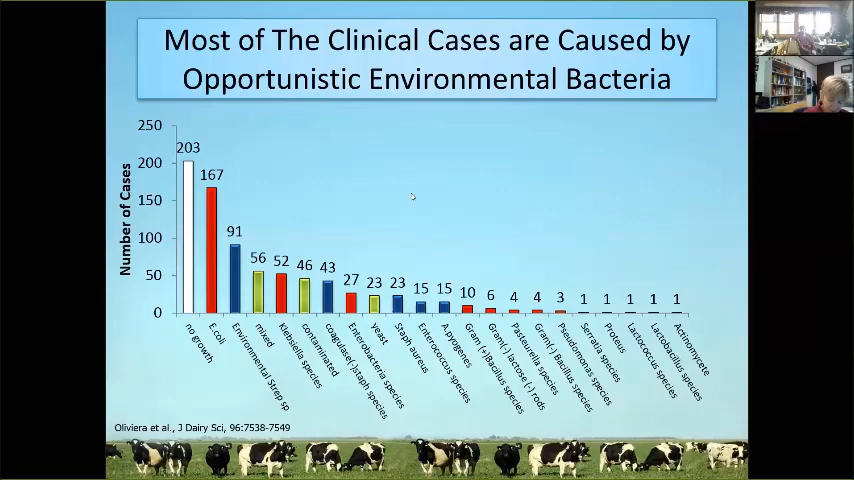 Most of The Clinical Cases are Caused by
Opportunistic Environmental Bacteria
Number of Cases
250
200
150
100
50
0
203
167
91
56
52
46
43
27
23
23
15
15
10
6
4
4
3
1
1
1
1
1
no growth
E.coli
Environmental Strep sp
mixed
Klebsiella species
contaminated
coagulase(-)staph species
Enterobacteria species
yeast
Staph aureus
Enterococcus species
A.pyogenes
Gram (+)Bacillus species
Gram(-) lactose (-) rods
Pasteurella species
Gram(-) Bacillus species
Pseudomonas species
Serratia species
Proteus
Lactococcus species
Lactobacillus species
Actinomycete
Oliviera et al., J Dairy Sci, 96:7538-7549